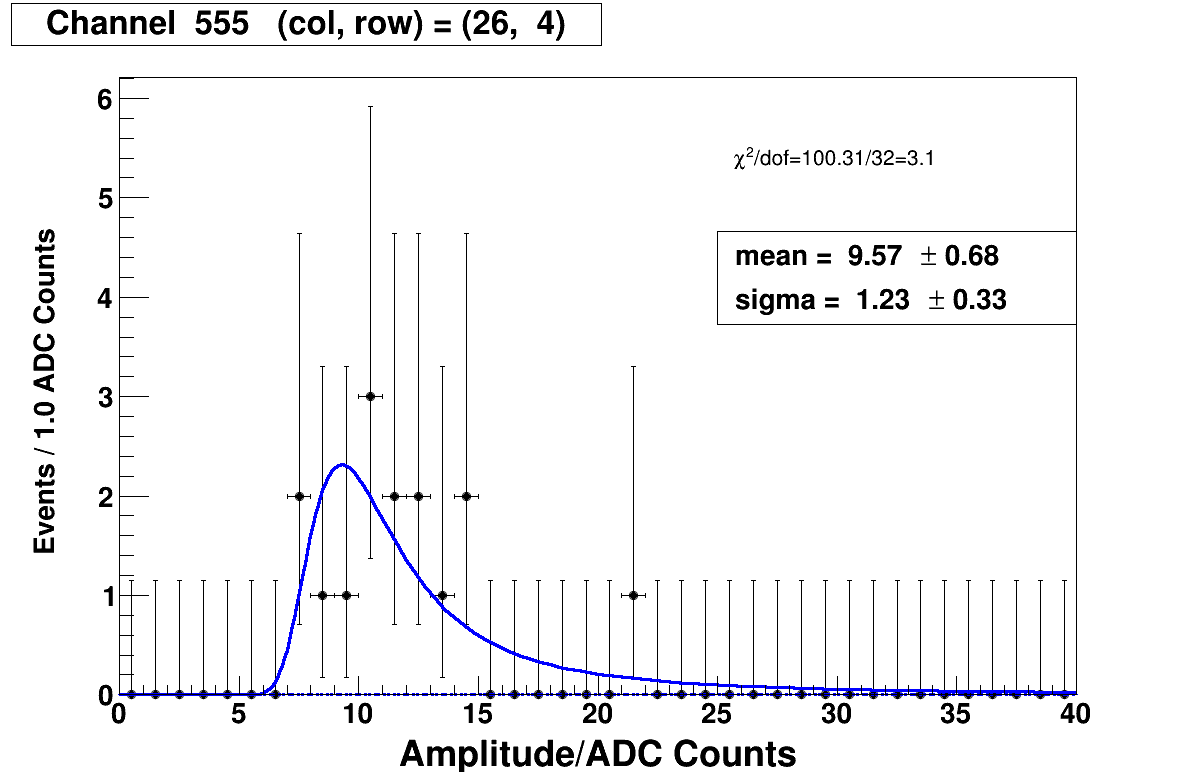 Channel 555 (col, row) = (26, 4)
6
5
4
3
2
1
0
Events / 1.0 ADC Counts
χ²/dof=100.31/32=3.1
mean = 9.57 ± 0.68
sigma = 1.23 ± 0.33
0 5 10 15 20 25 30 35 40
Amplitude/ADC Counts